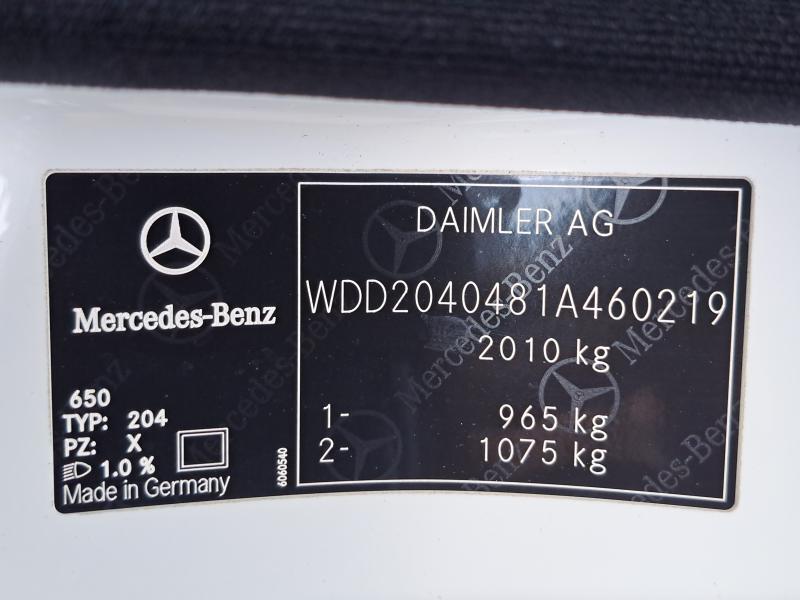 Mercedes-Benz
650
TYP: 204
PZ: X
1.0 %
Made in Germany
6060540
DAIMLER AG
WDD2040481A460219
2010 kg
1- 965 kg
2- 1075 kg